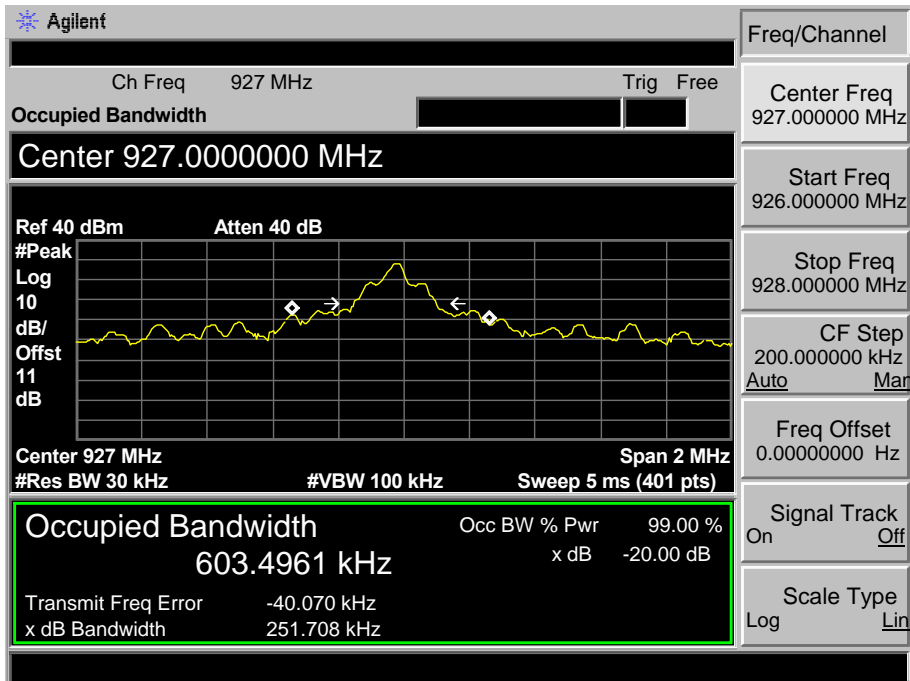 Agilent
Freq/Channel
Ch Freq 927 MHz Trig Free
Occupied Bandwidth
Center 927.0000000 MHz
Ref 40 dBm Atten 40 dB
#Peak
Log
10
dB/
Offst
11
dB
Center 927 MHz Span 2 MHz
#Res BW 30 kHz #VBW 100 kHz Sweep 5 ms (401 pts)
Occupied Bandwidth
603.4961 kHz
Occ BW % Pwr 99.00 %
x dB -20.00 dB
Transmit Freq Error -40.070 kHz
x dB Bandwidth 251.708 kHz
Center Freq
927.000000 MHz
Start Freq
926.000000 MHz
Stop Freq
928.000000 MHz
CF Step
200.000000 kHz
Auto Man
Freq Offset
0.00000000 Hz
Signal Track
On Off
Scale Type
Log Lin